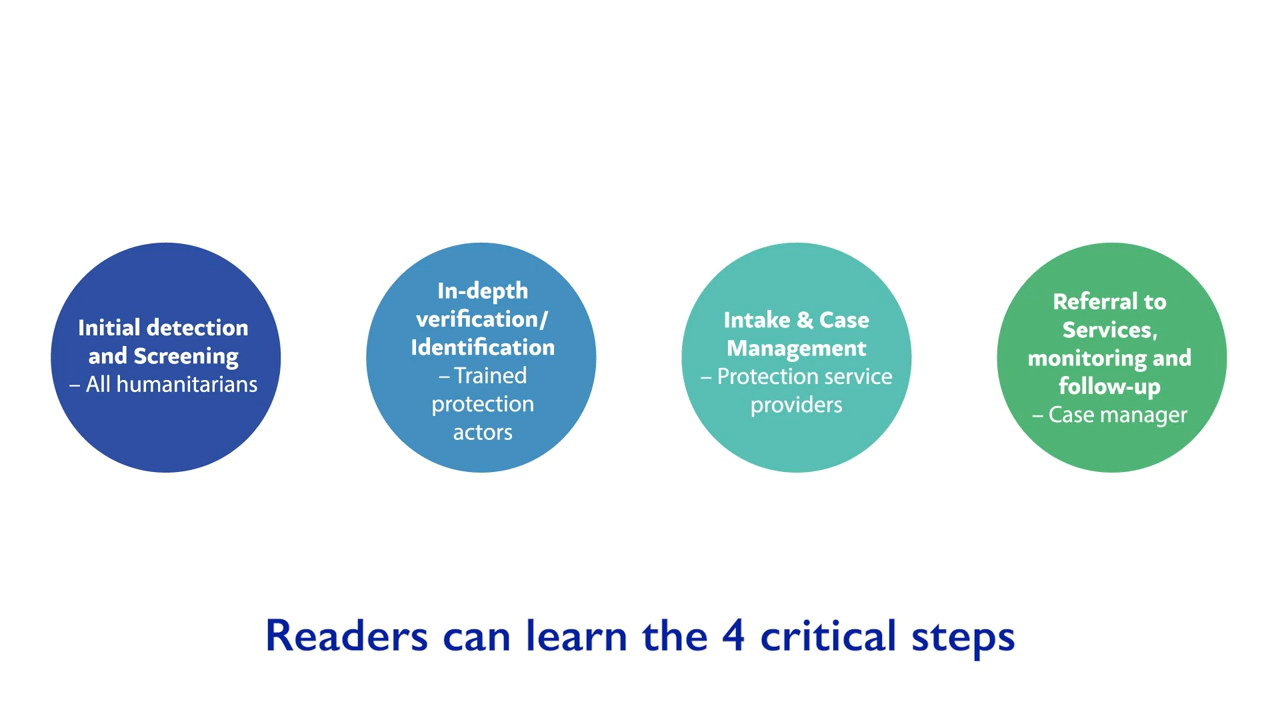 Initial detection
and Screening
– All humanitarians
In-depth
verification/
Identification
– Trained
protection
actors
Intake & Case
Management
– Protection service
providers
Referral to
Services,
monitoring and
follow-up
– Case manager
Readers can learn the 4 critical steps